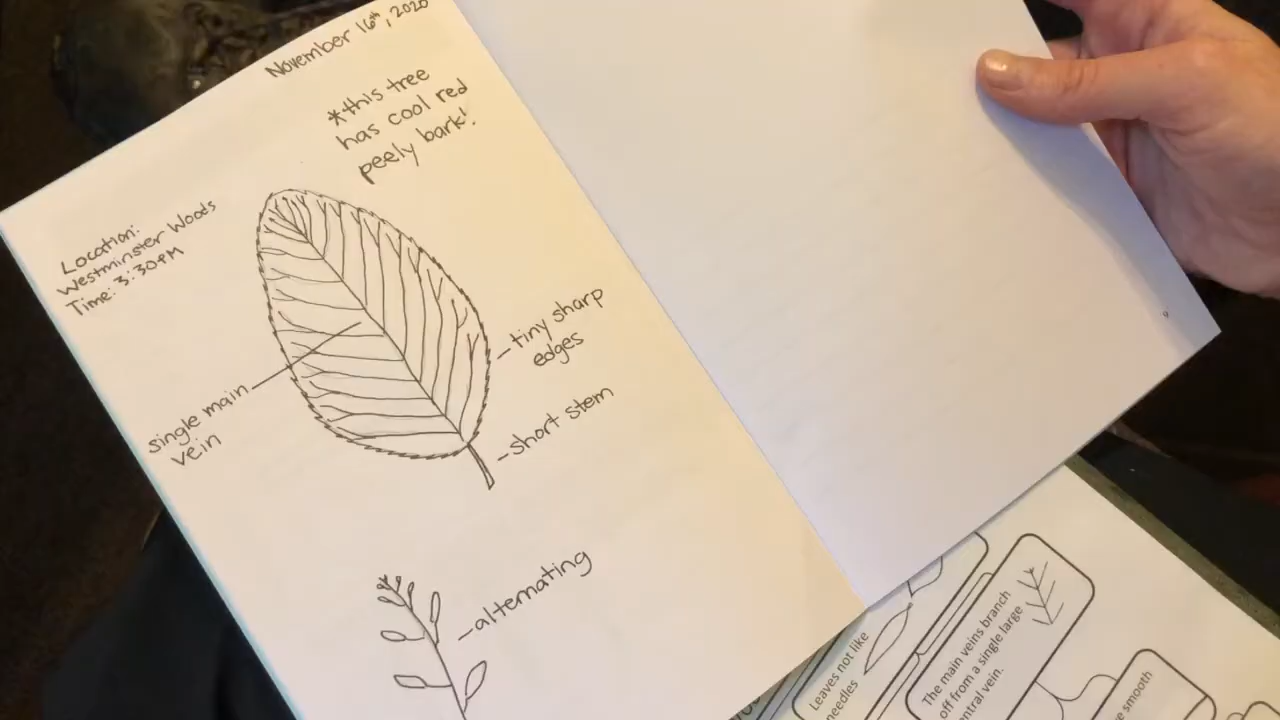 November 16th, 2020
*this tree
has cool red
peely bark!
Location:
Westminster Woods
Time: 3:30PM
tiny sharp
edges
single main
vein
short stem
alternating
Leaves not like
needles
The main veins branch
off from a single large
ntral vein.
smooth